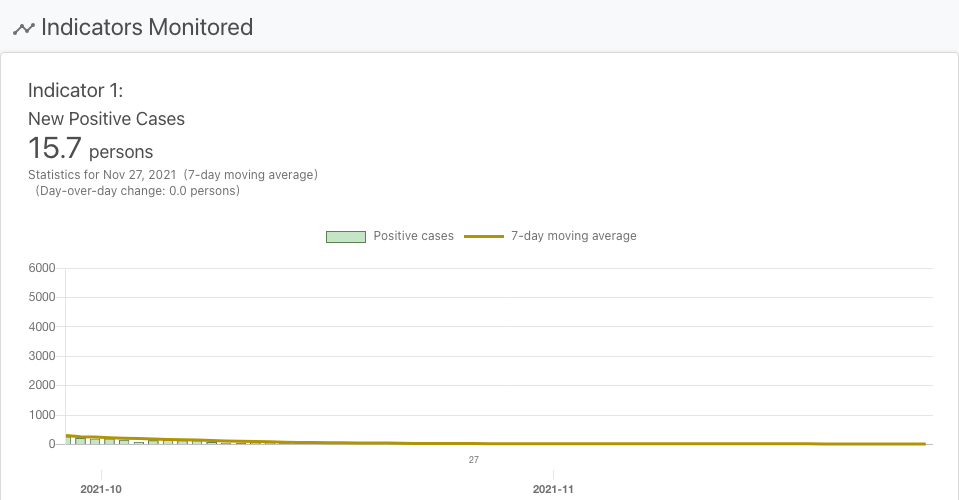 Indicators Monitored
Indicator 1:
New Positive Cases
15.7 persons
Statistics for Nov 27, 2021 (7-day moving average)
(Day-over-day change: 0.0 persons)
Positive cases 7-day moving average
6000
5000
4000
3000
2000
1000
0
27
2021-10 2021-11